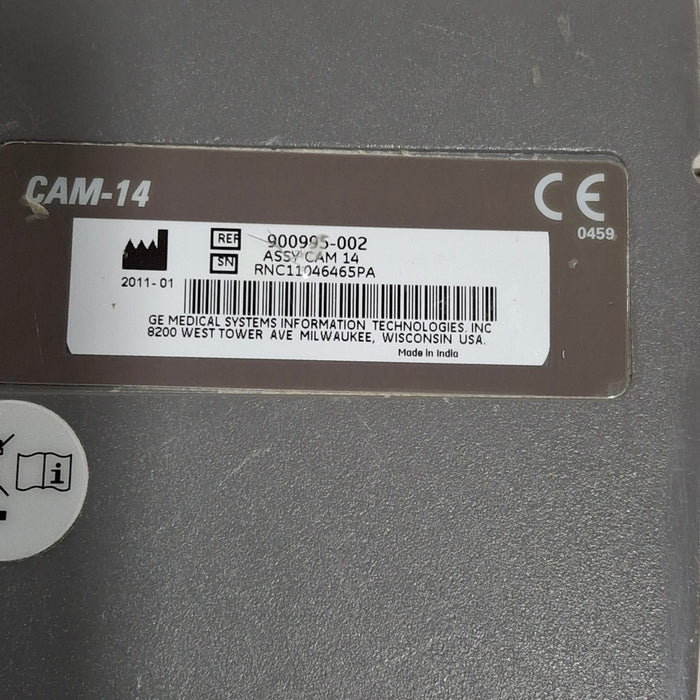 CAM-14
CE
0459
REF 900995-002
ASSY CAM 14
SN RNC11046465PA
2011-01
GE MEDICAL SYSTEMS INFORMATION TECHNOLOGIES. INC
8200 WEST TOWER AVE MILWAUKEE, WISCONSIN USA.
Made in India
i